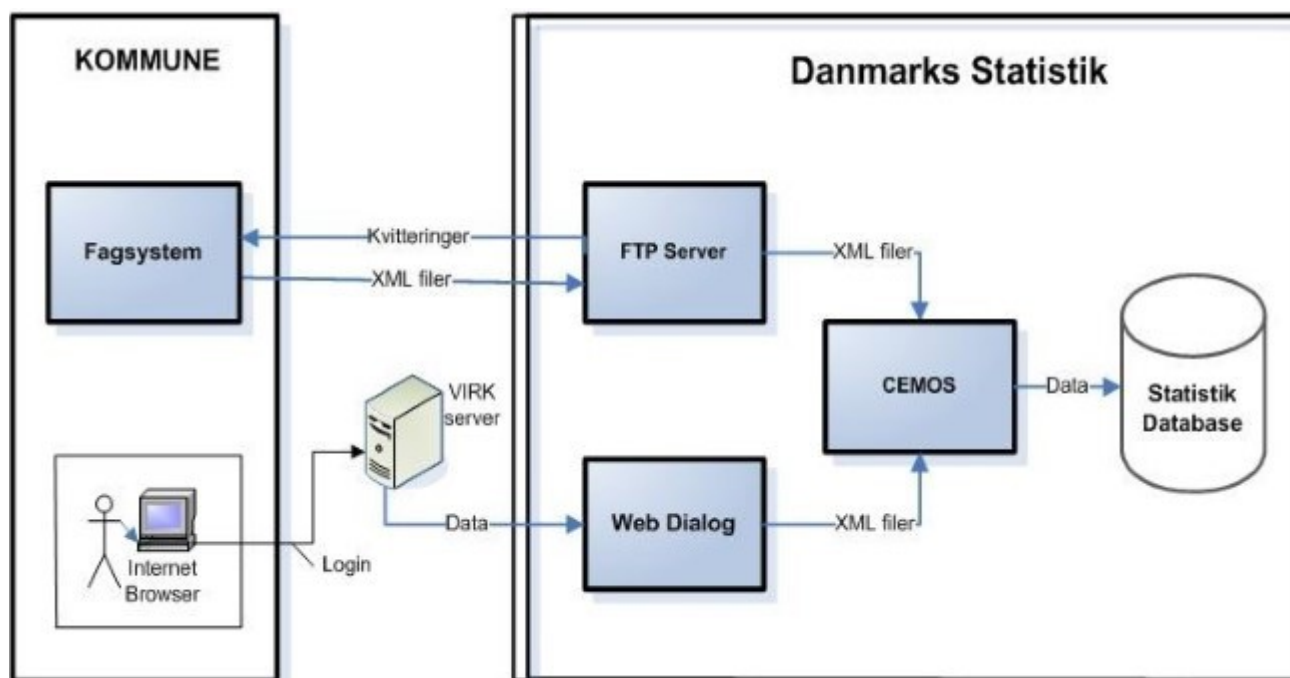 KOMMUNE
Danmarks Statistik
Fagsystem
Kvitteringer
XML filer
FTP Server
XML filer
CEMOS
Data
Statistik
Database
VIRK
server
Internet
Browser
Login
Data
Web Dialog
XML filer